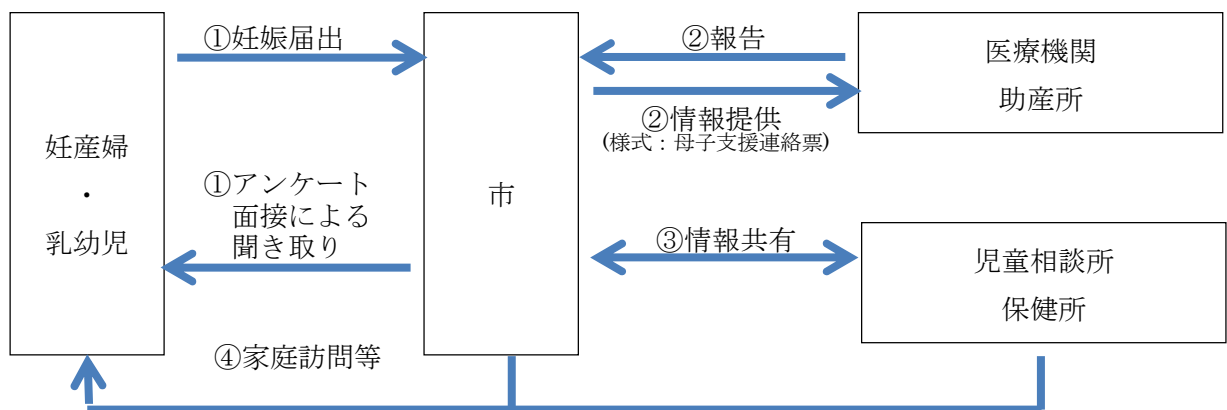 妊産婦
・
乳幼児
①妊娠届出
①アンケート
面接による
聞き取り
市
②報告
②情報提供
(様式：母子支援連絡票)
医療機関
助産所
③情報共有
児童相談所
保健所
④家庭訪問等